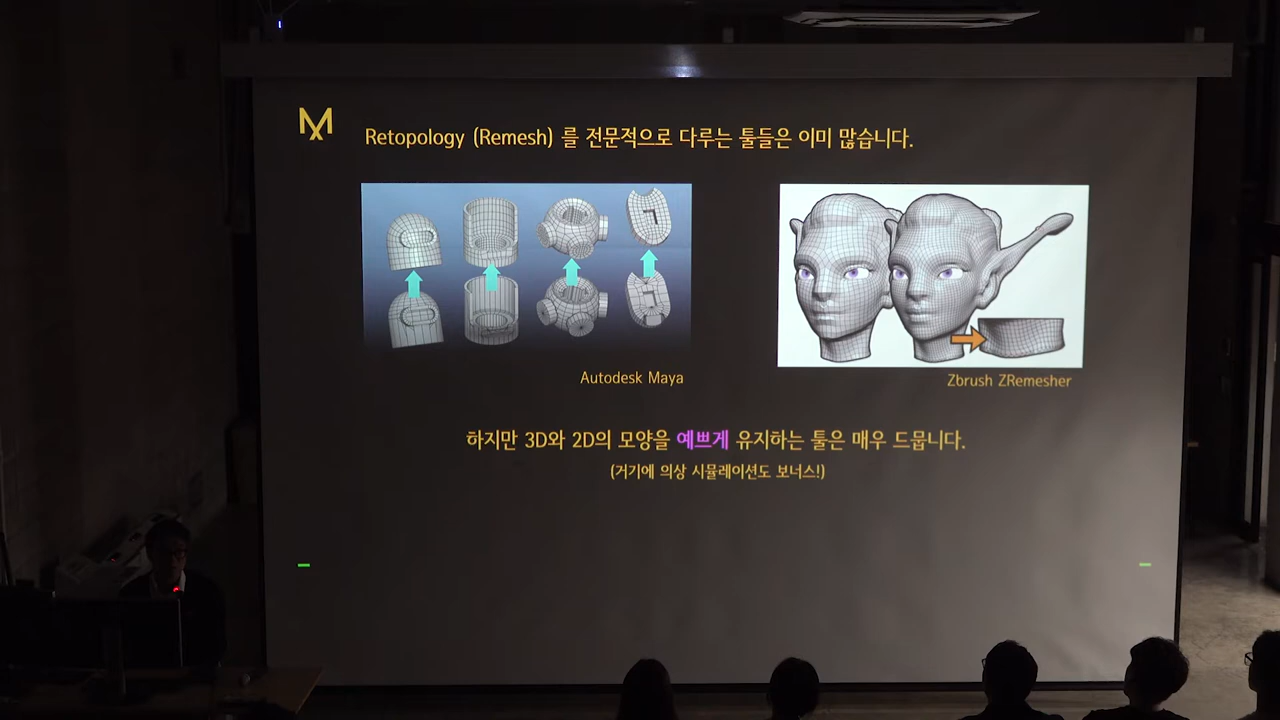 Retopology (Remesh) 를 전문적으로 다루는 툴들은 이미 많습니다.
Autodesk Maya
Zbrush ZRemesher
하지만 3D와 2D의 모양을 예쁘게 유지하는 툴은 매우 드뭅니다.
(거기에 의상 시뮬레이션도 보너스!)